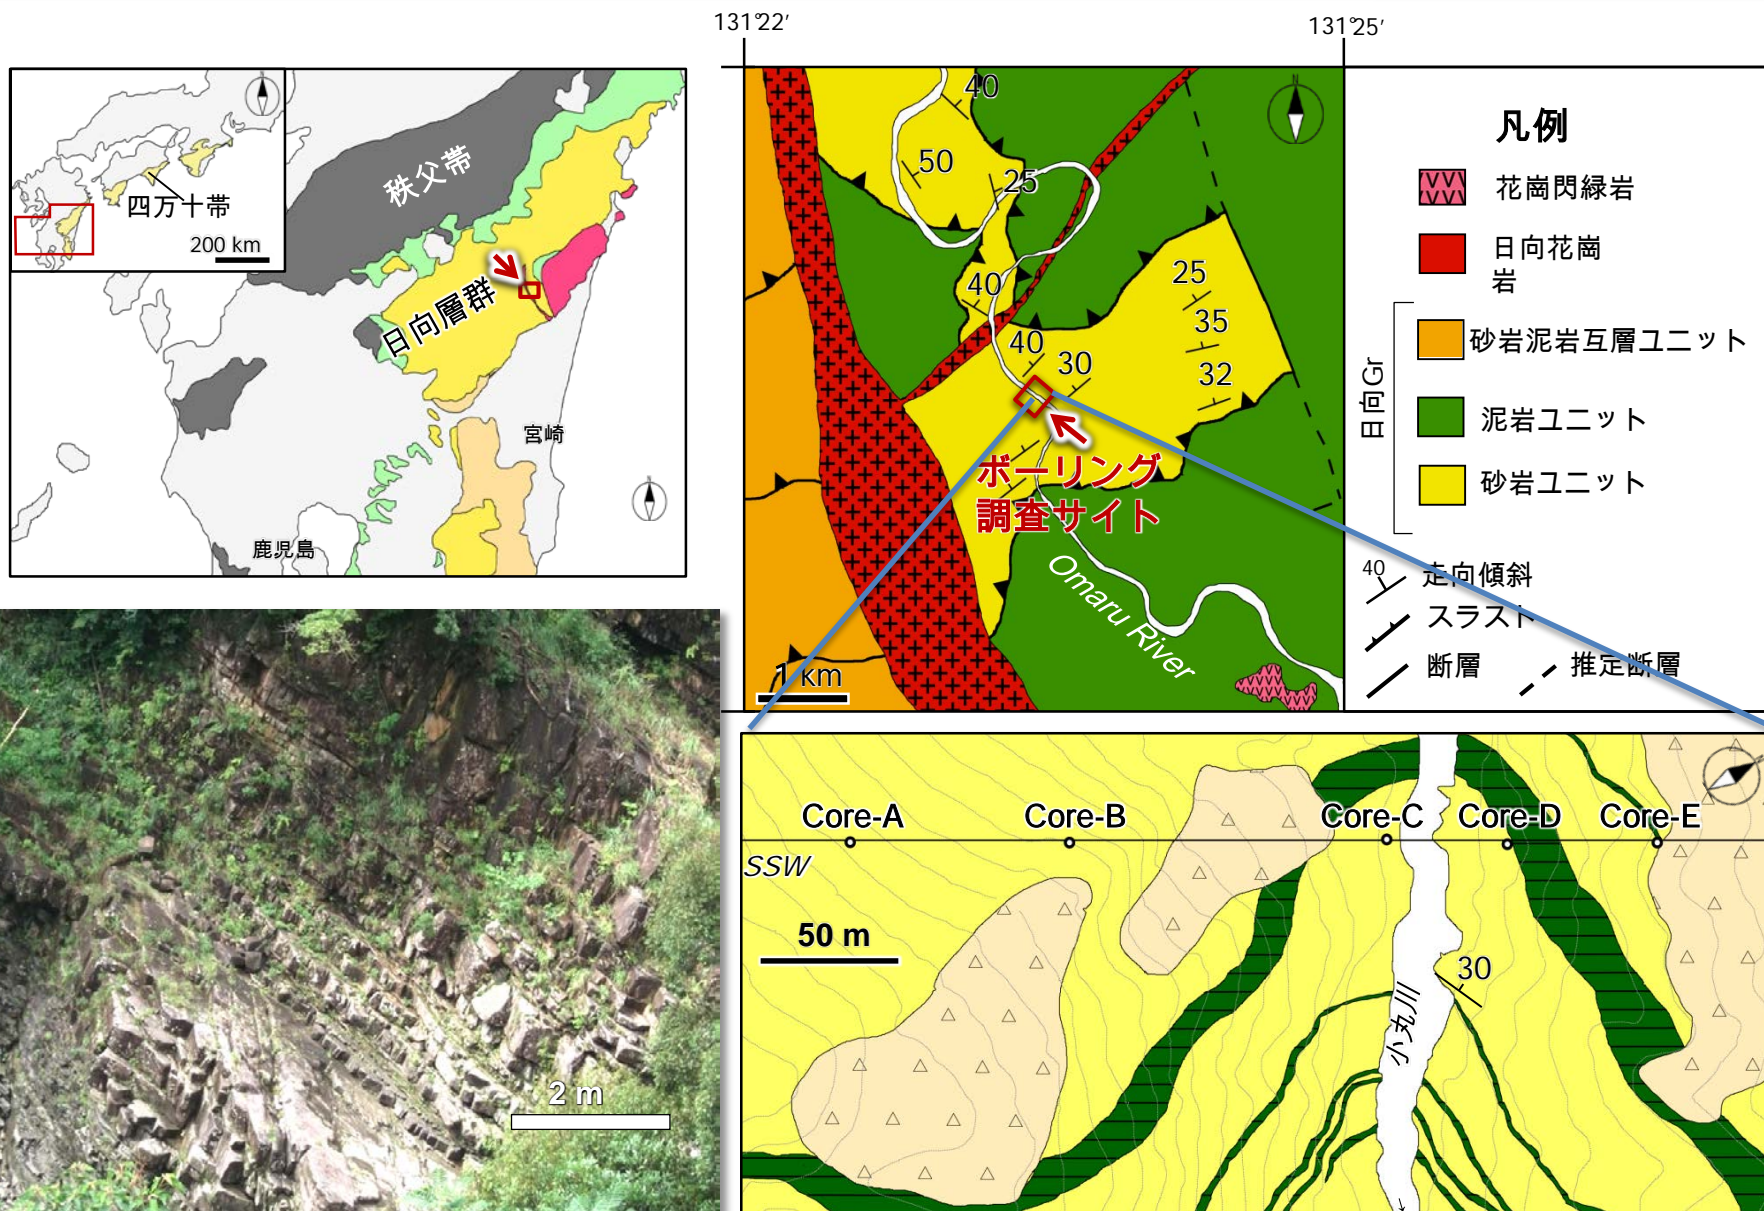 131°22′
131°25′
秩父帯
四万十帯
200 km
日向層群
宮崎
鹿児島
N
40
50
25
40
25
35
40
30
32
ボーリング
調査サイト
Omaru River
1 km
凡例
花崗閃緑岩
日向花崗
岩
日向Gr
砂岩泥岩互層ユニット
泥岩ユニット
砂岩ユニット
40
走向傾斜
スラスト
断層
推定断層
2 m
Core-A
Core-B
Core-C
Core-D
Core-E
SSW
50 m
30
小丸川